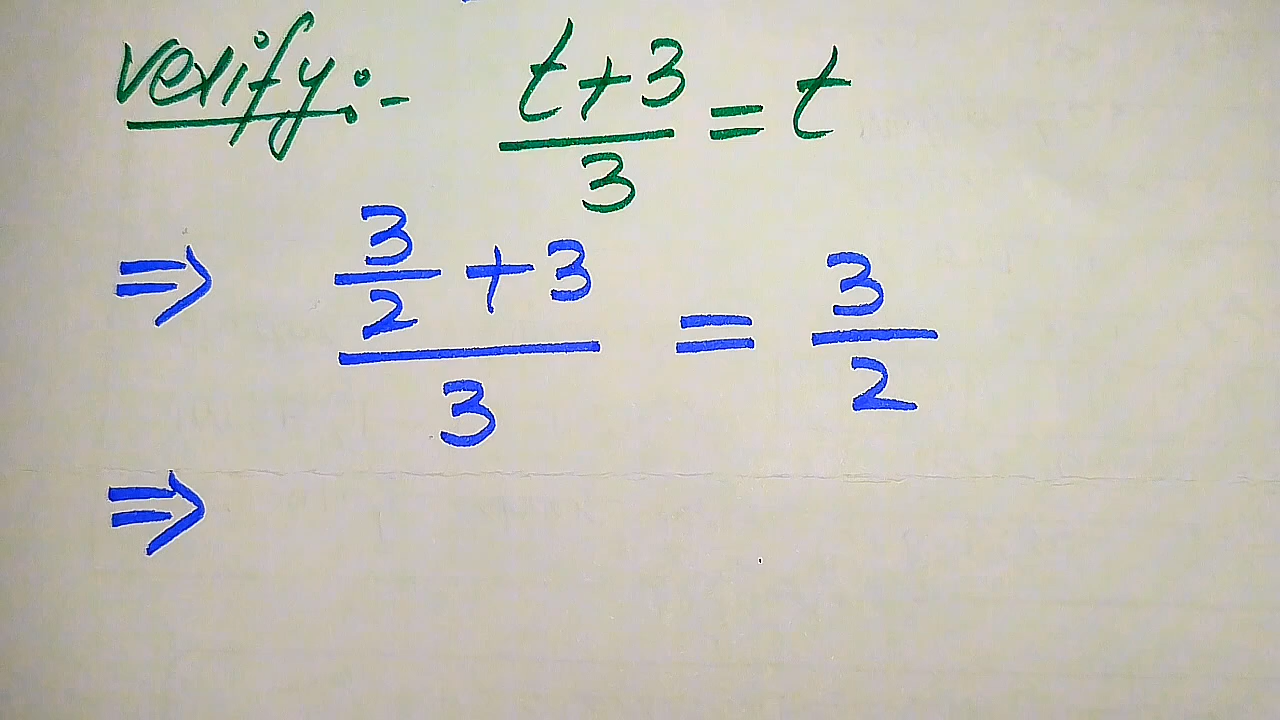 verify:- t+3/3 = t
⇒ 3/2 + 3/3 = 3/2
⇒